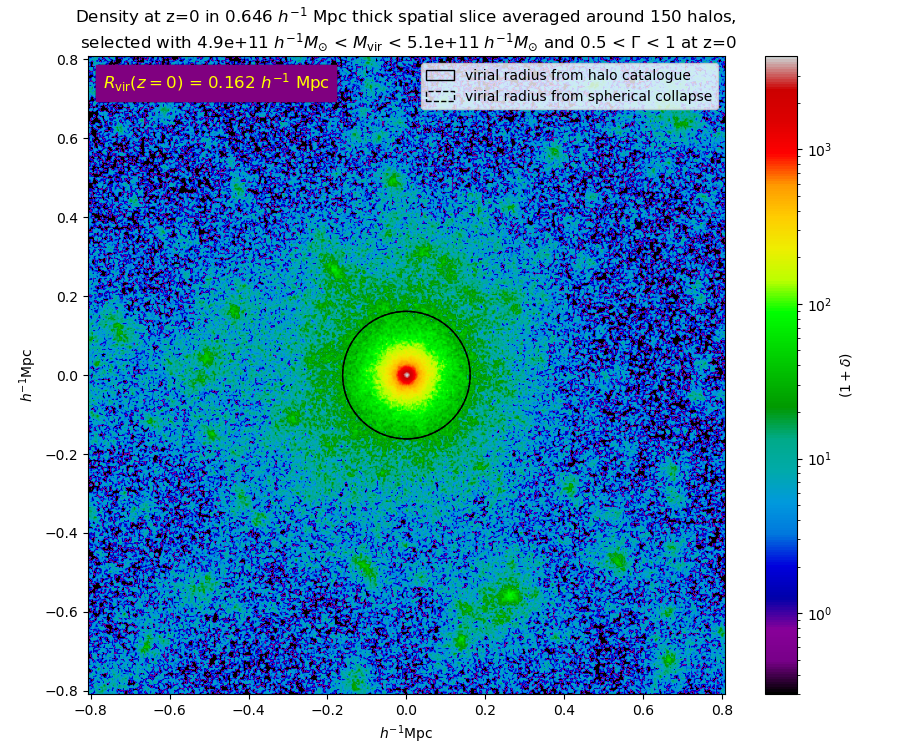 Density at z=0 in 0.646 h⁻¹ Mpc thick spatial slice averaged around 150 halos,
selected with 4.9e+11 h⁻¹M⊙ < Mvir < 5.1e+11 h⁻¹M⊙ and 0.5 < Γ < 1 at z=0
Rvir(z = 0) = 0.162 h⁻¹ Mpc
virial radius from halo catalogue
virial radius from spherical collapse
0.8
0.6
0.4
0.2
0.0
−0.2
−0.4
−0.6
−0.8
h⁻¹Mpc
−0.8 −0.6 −0.4 −0.2 0.0 0.2 0.4 0.6 0.8
h⁻¹Mpc
10³
10²
10¹
10⁰
(1 + δ)